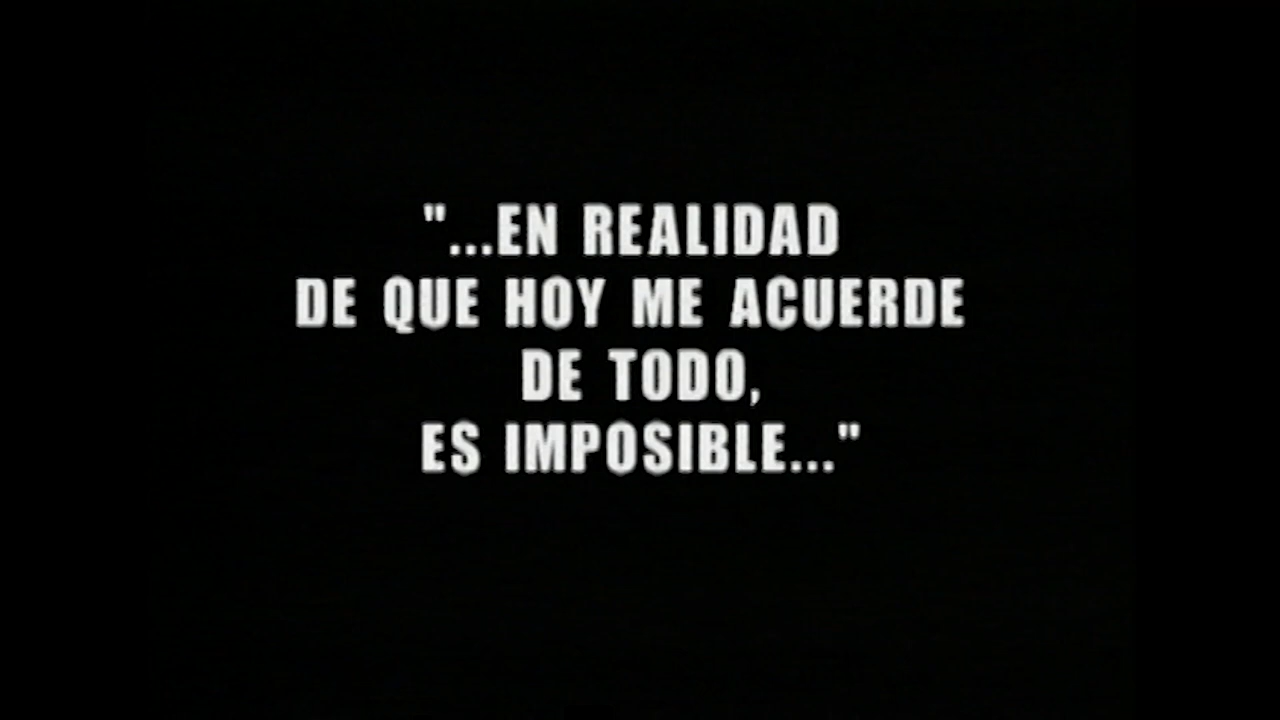 "...EN REALIDAD
DE QUE HOY ME ACUERDE
DE TODO,
ES IMPOSIBLE..."